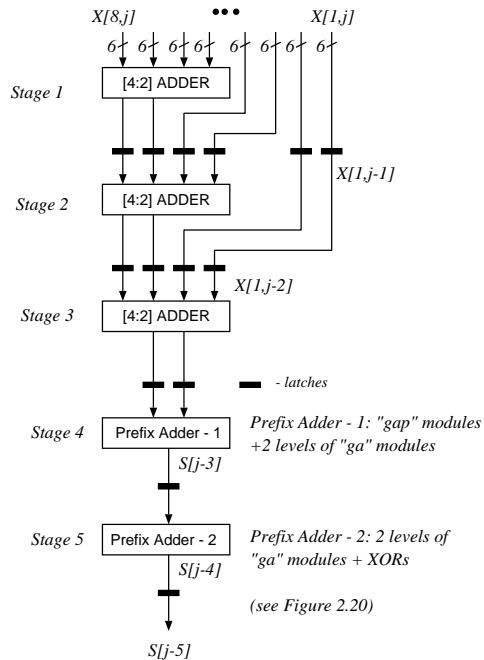 X[8,j] ••• X[1,j]
6 6 6 6 6 6 6 6
Stage 1 [4:2] ADDER
X[1,j-1]
Stage 2 [4:2] ADDER
X[1,j-2]
Stage 3 [4:2] ADDER
- latches
Stage 4 Prefix Adder - 1
Prefix Adder - 1: "gap" modules
+2 levels of "ga" modules
S[j-3]
Stage 5 Prefix Adder - 2
Prefix Adder - 2: 2 levels of
"ga" modules + XORs
S[j-4]
(see Figure 2.20)
S[j-5]